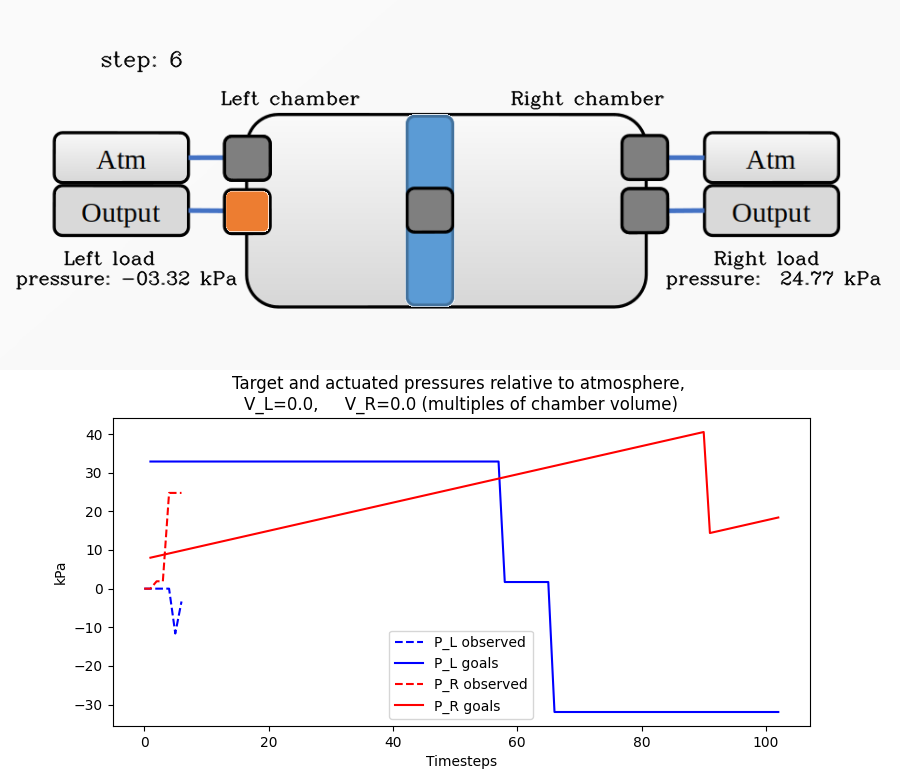 step: 6
Left chamber
Right chamber
Atm
Atm
Output
Output
Left load
pressure: -03.32 kPa
Right load
pressure: 24.77 kPa
Target and actuated pressures relative to atmosphere,
V_L=0.0, V_R=0.0 (multiples of chamber volume)
40
30
20
10
0
−10
−20
−30
kPa
P_L observed
P_L goals
P_R observed
P_R goals
0 20 40 60 80 100
Timesteps